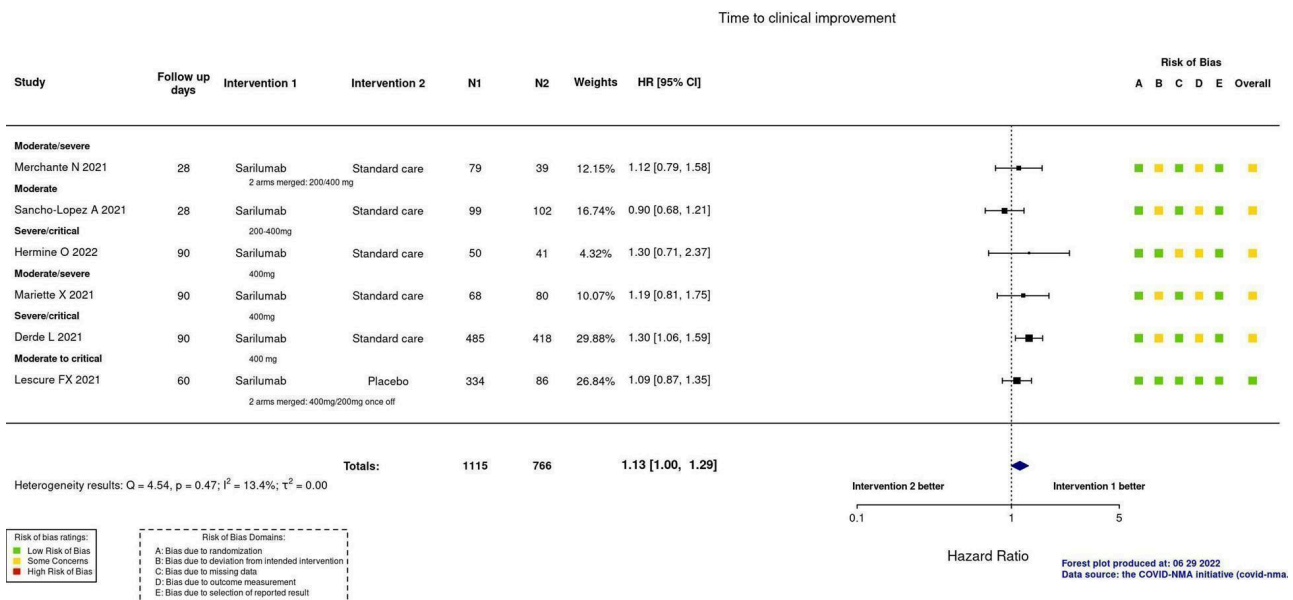 Time to clinical improvement
Risk of Bias
Study Follow up days Intervention 1 Intervention 2 N1 N2 Weights HR [95% CI] A B C D E Overall
Moderate/severe
Merchante N 2021 28 Sarilumab Standard care 79 39 12.15% 1.12 [0.79, 1.58]
2 arms merged: 200/400 mg
Moderate
Sancho-Lopez A 2021 28 Sarilumab Standard care 99 102 16.74% 0.90 [0.68, 1.21]
Severe/critical 200-400mg
Hermine O 2022 90 Sarilumab Standard care 50 41 4.32% 1.30 [0.71, 2.37]
Moderate/severe 400mg
Mariette X 2021 90 Sarilumab Standard care 68 80 10.07% 1.19 [0.81, 1.75]
Severe/critical 400mg
Derde L 2021 90 Sarilumab Standard care 485 418 29.88% 1.30 [1.06, 1.59]
Moderate to critical 400 mg
Lescure FX 2021 60 Sarilumab Placebo 334 86 26.84% 1.09 [0.87, 1.35]
2 arms merged: 400mg/200mg once off
Totals: 1115 766 1.13 [1.00, 1.29]
Heterogeneity results: Q = 4.54, p = 0.47; I² = 13.4%; τ² = 0.00
Intervention 2 better Intervention 1 better
0.1 1 5
Hazard Ratio
Risk of bias ratings:
Low Risk of Bias
Some Concerns
High Risk of Bias
Risk of Bias Domains:
A: Bias due to randomization
B: Bias due to deviation from intended intervention
C: Bias due to missing data
D: Bias due to outcome measurement
E: Bias due to selection of reported result
Forest plot produced at: 06 29 2022
Data source: the COVID-NMA initiative (covid-nma.